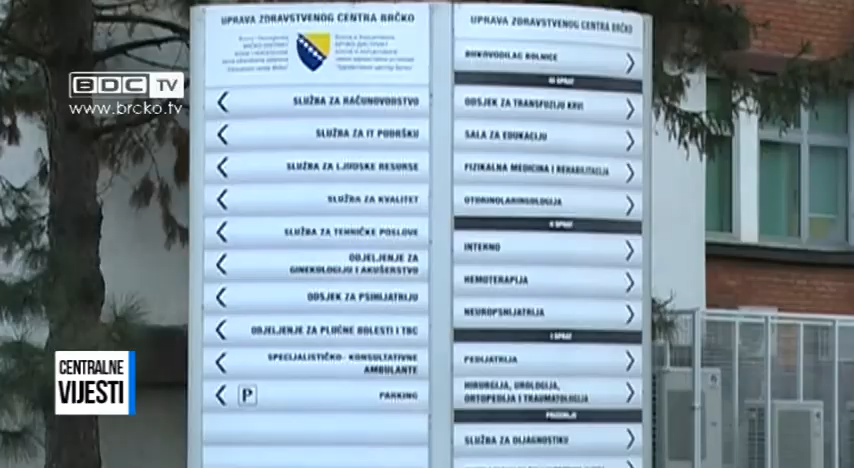 UPRAVA ZDRAVSTVENOG CENTRA BRČKO
SLUŽBA ZA RAČUNOVODSTVO
SLUŽBA ZA IT PODRŠKU
SLUŽBA ZA LJUDSKE RESURSE
SLUŽBA ZA KVALITET
SLUŽBA ZA TEHNIČKE POSLOVE
ODJELJENJE ZA
GINEKOLOGIJU I AKUŠERSTVO
ODSJEK ZA PSIHIJATRIJU
ODJELJENJE ZA PLUĆNE BOLESTI I TBC
SPECIJALISTIČKO- KONSULTATIVNE
AMBULANTE
P PARKING
UPRAVA ZDRAVSTVENOG CENTRA BRČKO
RUKOVODILAC BOLNICE
III SPRAT
ODSJEK ZA TRANSFUZIJU KRVI
SALA ZA EDUKACIJU
FIZIKALNA MEDICINA I REHABILITACIJA
OTORINOLARINGOLOGIJA
II SPRAT
INTERNO
HEMOTERAPIJA
NEUROPSIHIJATRIJA
I SPRAT
PEDIJATRIJA
HIRURGIJA, UROLOGIJA,
ORTOPEDIJA I TRAUMATOLOGIJA
PRIZEMLJE
SLUŽBA ZA DIJAGNOSTIKU
BDC TV
www.brcko.tv
CENTRALNE
VIJESTI